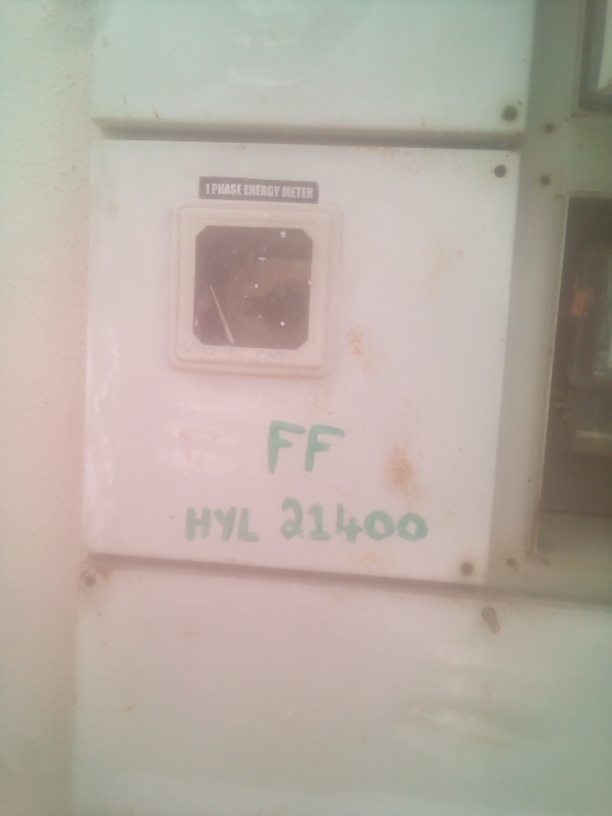 1 PHASE ENERGY METER
FF
HYL 21400